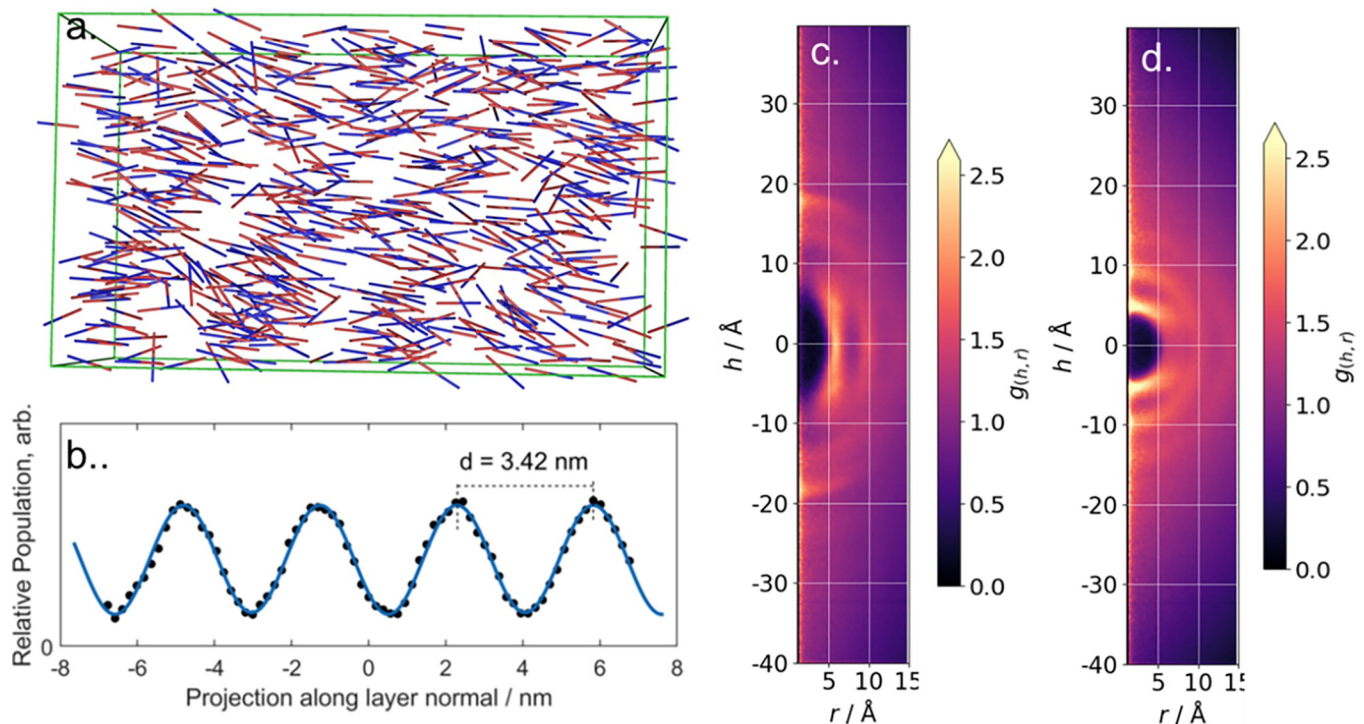 a.
b..
d = 3.42 nm
Relative Population, arb.
0
-8 -6 -4 -2 0 2 4 6 8
Projection along layer normal / nm
c.
h / Å
30
20
10
0
-10
-20
-30
-40
5 10 15
r / Å
2.5
2.0
1.5
1.0
0.5
0.0
g(h,r)
d.
h / Å
30
20
10
0
-10
-20
-30
-40
5 10 15
r / Å
2.5
2.0
1.5
1.0
0.5
0.0
g(h,r)